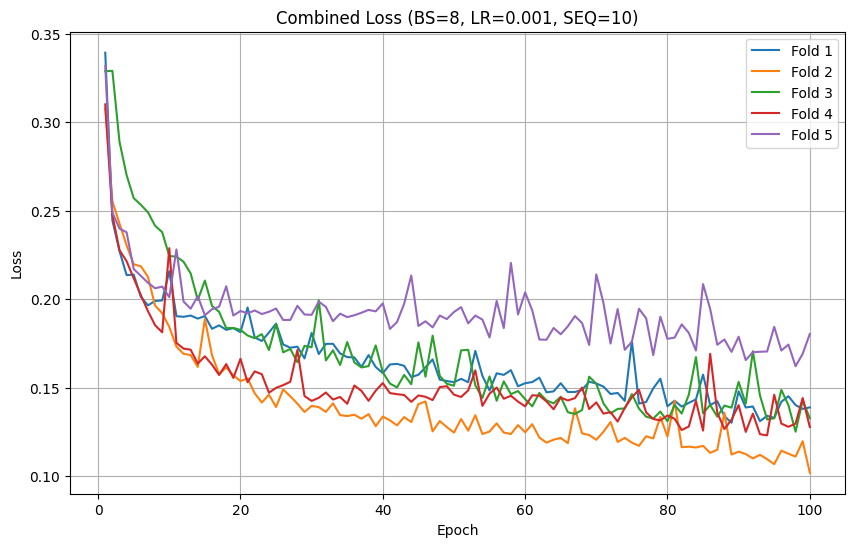 Combined Loss (BS=8, LR=0.001, SEQ=10)
0.35
0.30
0.25
0.20
0.15
0.10
Loss
0
20
40
60
80
100
Epoch
Fold 1
Fold 2
Fold 3
Fold 4
Fold 5